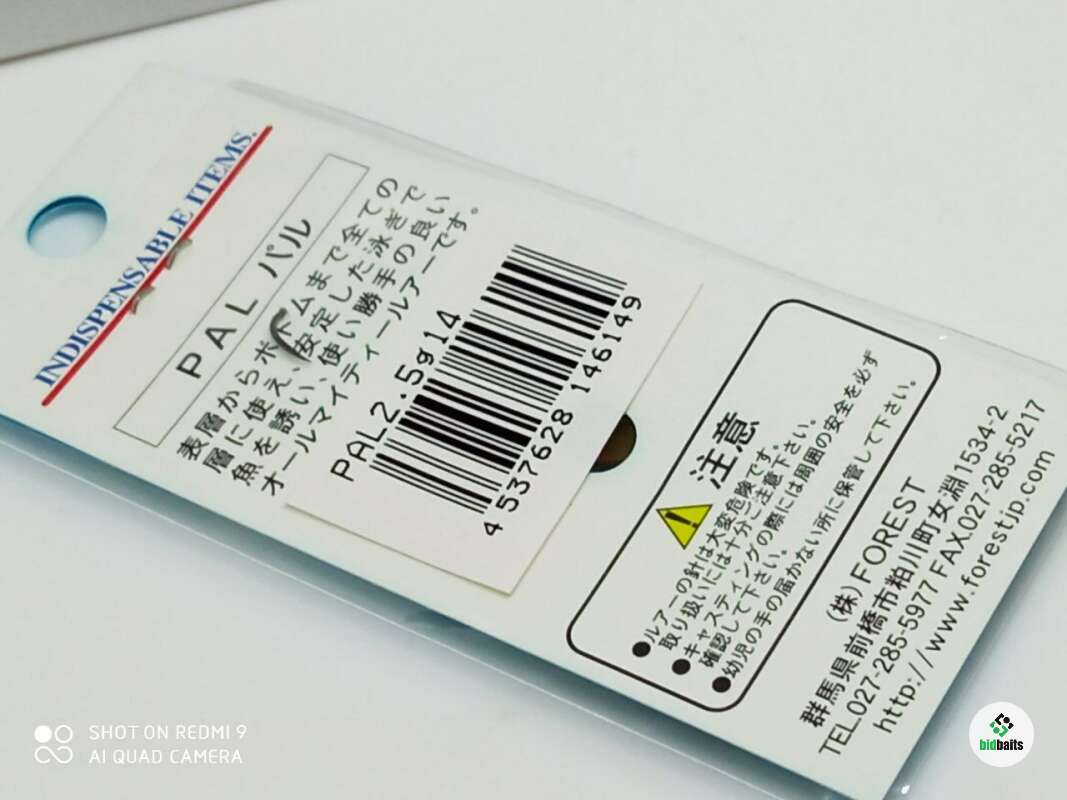 INDISPENSABLE ITEMS.
PAL パル
表層からボトムまで全ての
層に使え、安定した泳ぎで
魚を誘い、使い勝手の良い
オールマイティールアーです。
PAL2.5g14
4 537628 146149
注意
●ルアーの針は大変危険です。
取り扱いには十分ご注意下さい。
●キャスティングの際には周囲の安全を必ず
確認して下さい。
●幼児の手の届かない所に保管して下さい。
(株)FOREST
群馬県前橋市粕川町女淵1534-2
TEL.027-285-5977 FAX.027-285-5217
http://www.forestjp.com
SHOT ON REDMI 9
AI QUAD CAMERA
bidbaits